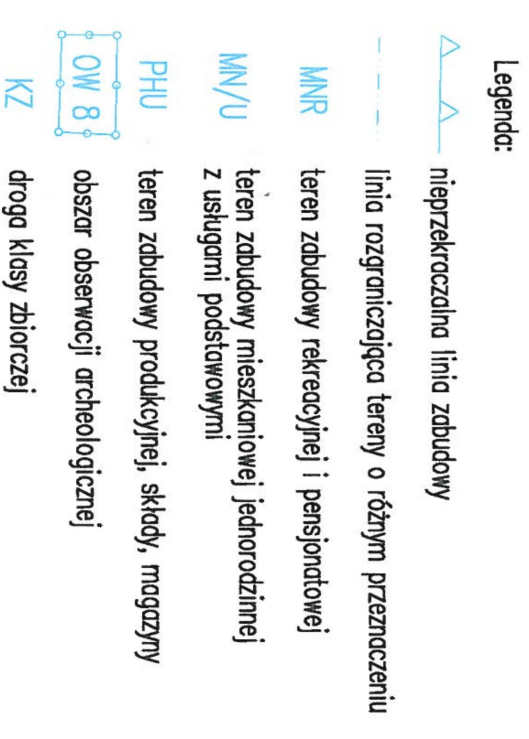 Legenda:
nieprzekraczalna linia zabudowy
linia rozgraniczająca tereny o różnym przeznaczeniu
MNR teren zabudowy rekreacyjnej i pensjonatowej
MN/U teren zabudowy mieszkaniowej jednorodzinnej
z usługami podstawowymi
PHU teren zabudowy produkcyjnej, składy, magazyny
OW 8 obszar obserwacji archeologicznej
KZ droga klasy zbiorczej